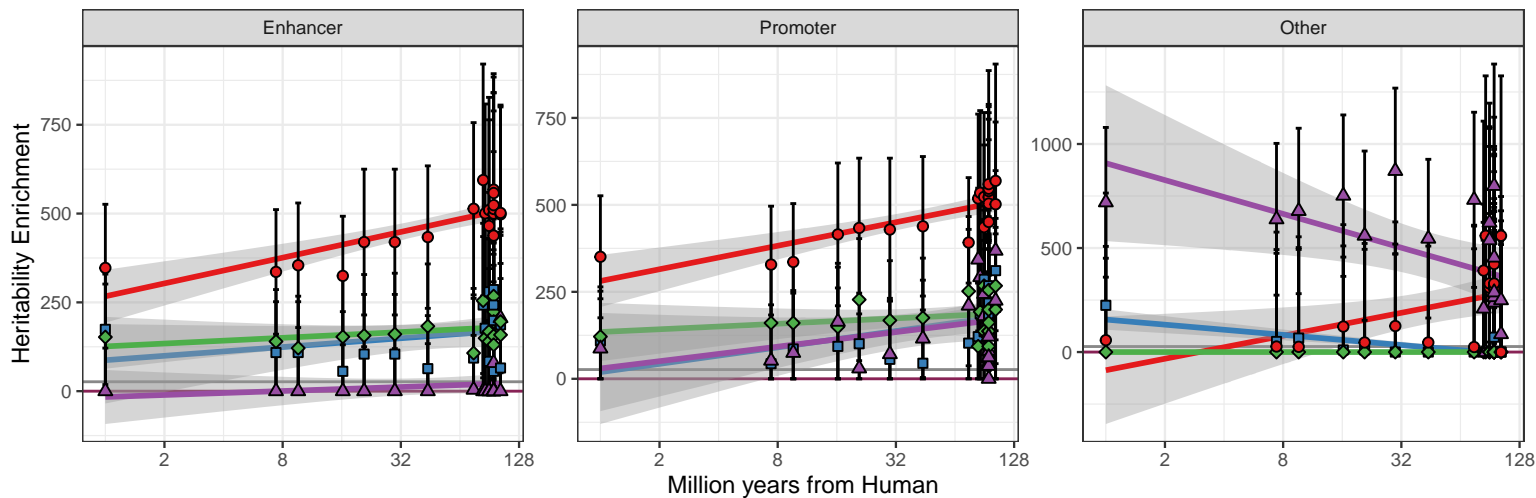 Enhancer
Promoter
Other
Heritability Enrichment
750
500
250
0
750
500
250
0
1000
500
0
2 8 32 128
2 8 32 128
2 8 32 128
Million years from Human